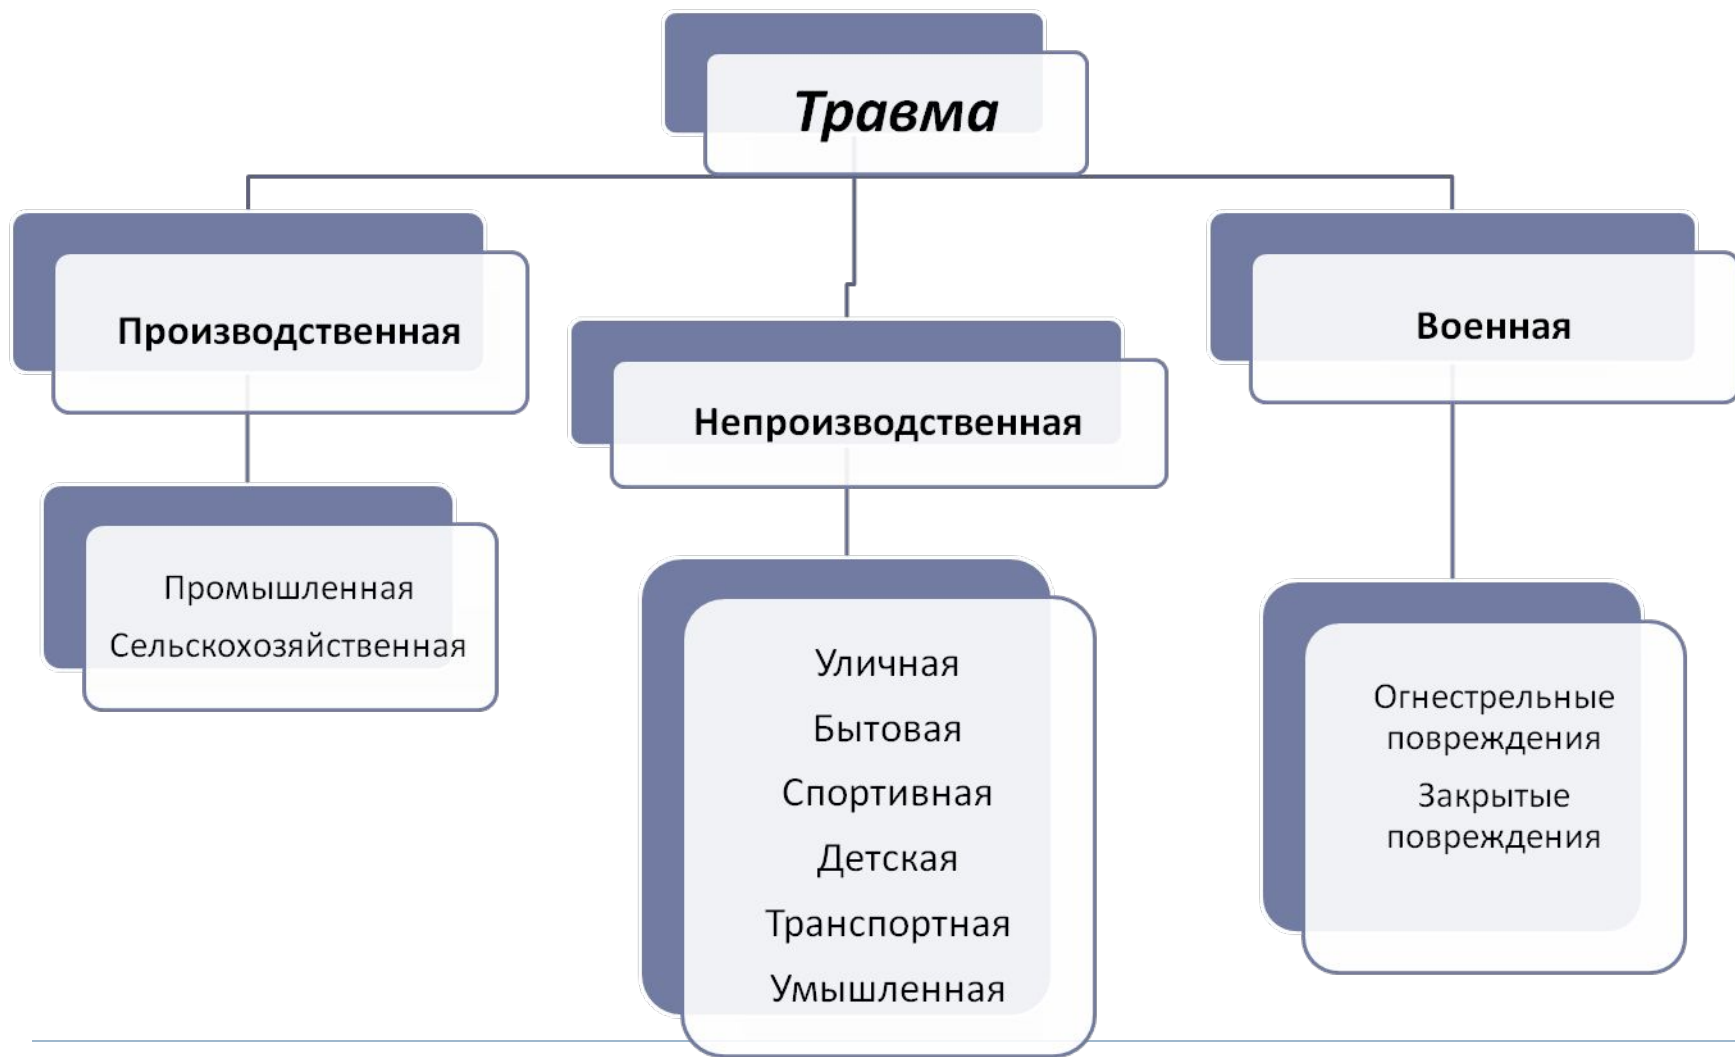 Травма
Производственная
Непроизводственная
Военная
Промышленная
Сельскохозяйственная
Уличная
Бытовая
Спортивная
Детская
Транспортная
Умышленная
Огнестрельные
повреждения
Закрытые
повреждения